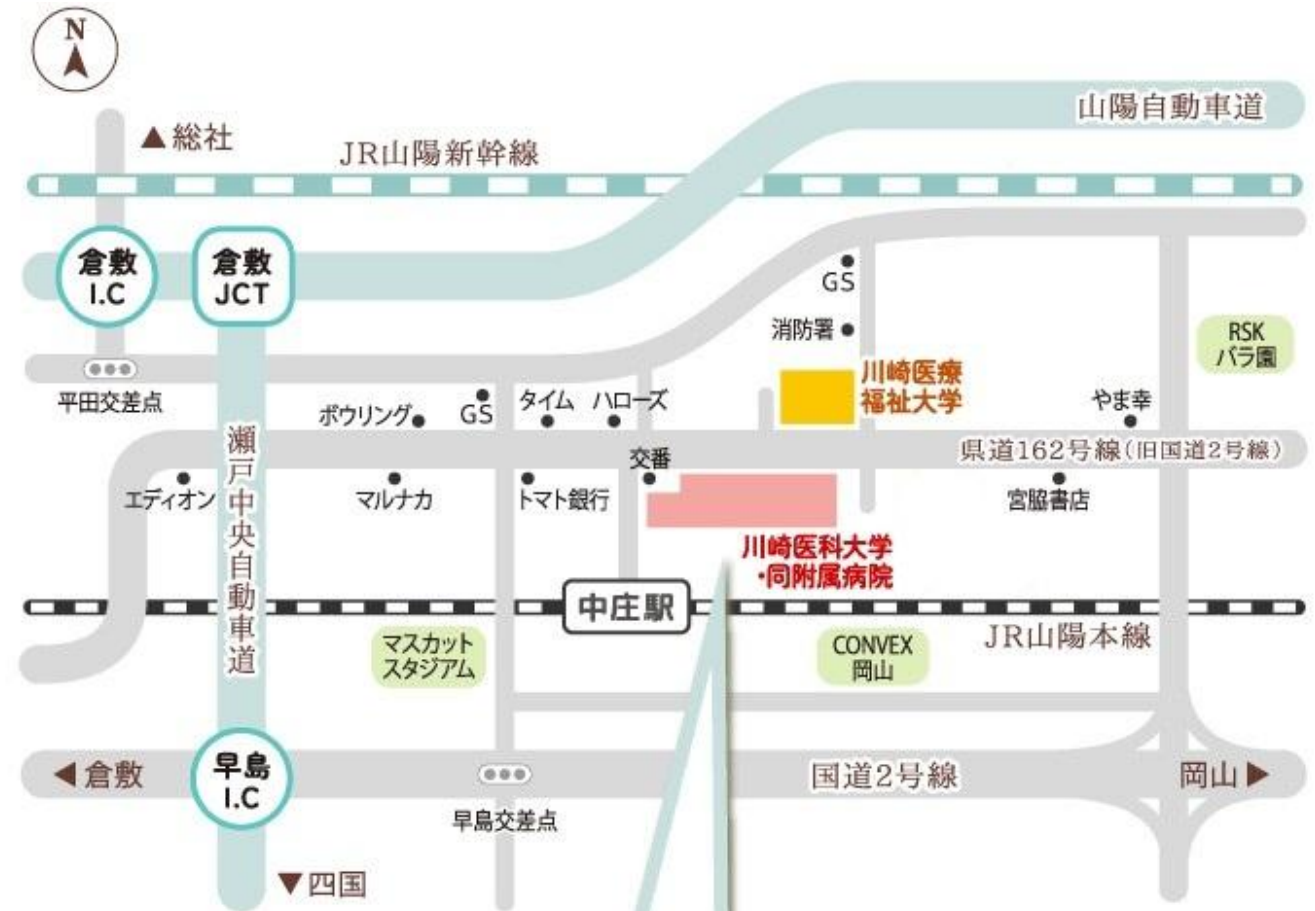 N
山陽自動車道
▲総社
JR山陽新幹線
倉敷
I.C
倉敷
JCT
GS
消防署
RSK
バラ園
川崎医療
福祉大学
平田交差点
ボウリング
GS
タイム
ハローズ
やま幸
瀬戸中央自動車道
交番
県道162号線(旧国道2号線)
エディオン
マルナカ
トマト銀行
宮脇書店
川崎医科大学
・同附属病院
中庄駅
JR山陽本線
マスカット
スタジアム
CONVEX
岡山
◀倉敷
早島
I.C
国道2号線
岡山▶
早島交差点
▼四国